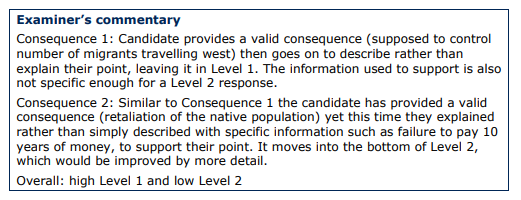 Examiner's commentary
Consequence 1: Candidate provides a valid consequence (supposed to control
number of migrants travelling west) then goes on to describe rather than
explain their point, leaving it in Level 1. The information used to support is also
not specific enough for a Level 2 response.
Consequence 2: Similar to Consequence 1 the candidate has provided a valid
consequence (retaliation of the native population) yet this time they explained
rather than simply described with specific information such as failure to pay 10
years of money, to support their point. It moves into the bottom of Level 2,
which would be improved by more detail.
Overall: high Level 1 and low Level 2